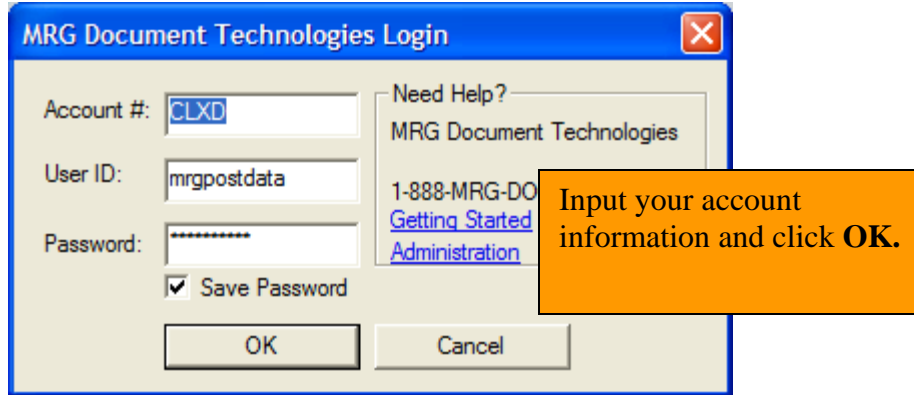 MRG Document Technologies Login
Account #: CLXD
User ID: mrgpostdata
Password: **********
Save Password
OK Cancel
Need Help?
MRG Document Technologies
1-888-MRG-DO
Getting Started
Administration
Input your account
information and click OK.